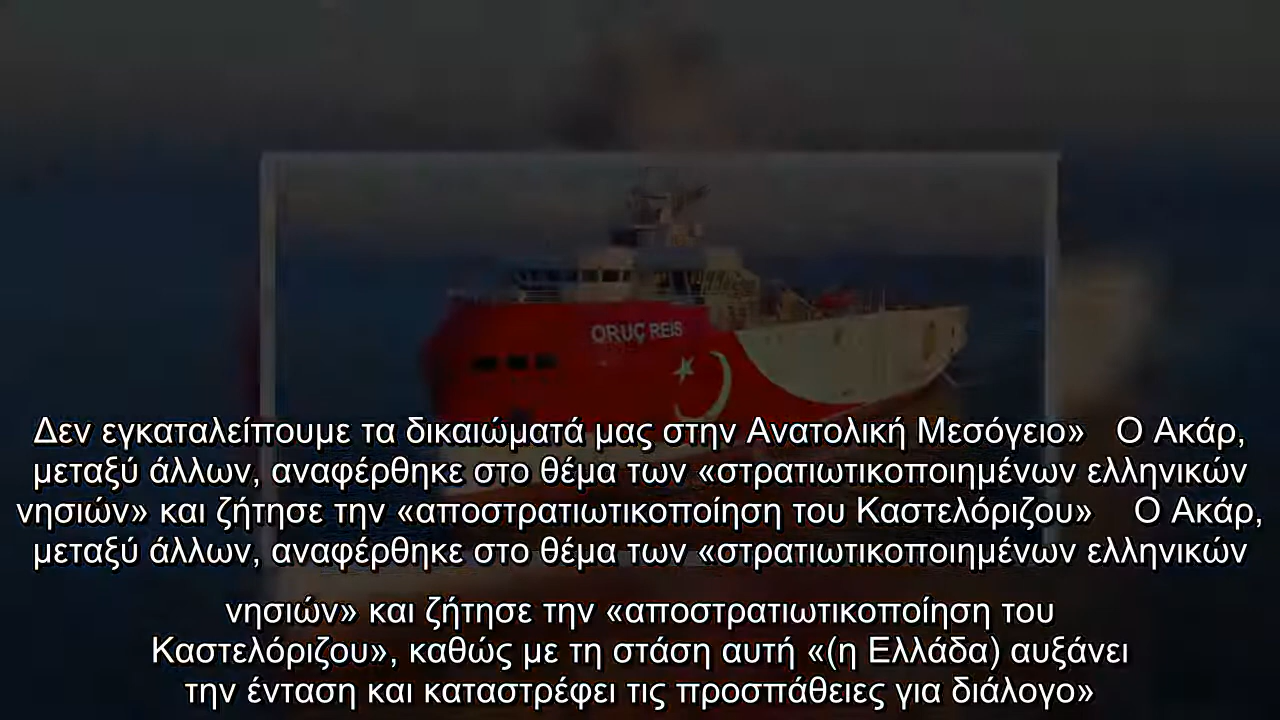 ORUÇ REİS
Δεν εγκαταλείπουμε τα δικαιώματά μας στην Ανατολική Μεσόγειο» Ο Ακάρ,
μεταξύ άλλων, αναφέρθηκε στο θέμα των «στρατιωτικοποιημένων ελληνικών
νησιών» και ζήτησε την «αποστρατιωτικοποίηση του Καστελόριζου» Ο Ακάρ,
μεταξύ άλλων, αναφέρθηκε στο θέμα των «στρατιωτικοποιημένων ελληνικών
νησιών» και ζήτησε την «αποστρατιωτικοποίηση του
Καστελόριζου», καθώς με τη στάση αυτή «(η Ελλάδα) αυξάνει
την ένταση και καταστρέφει τις προσπάθειες για διάλογο»